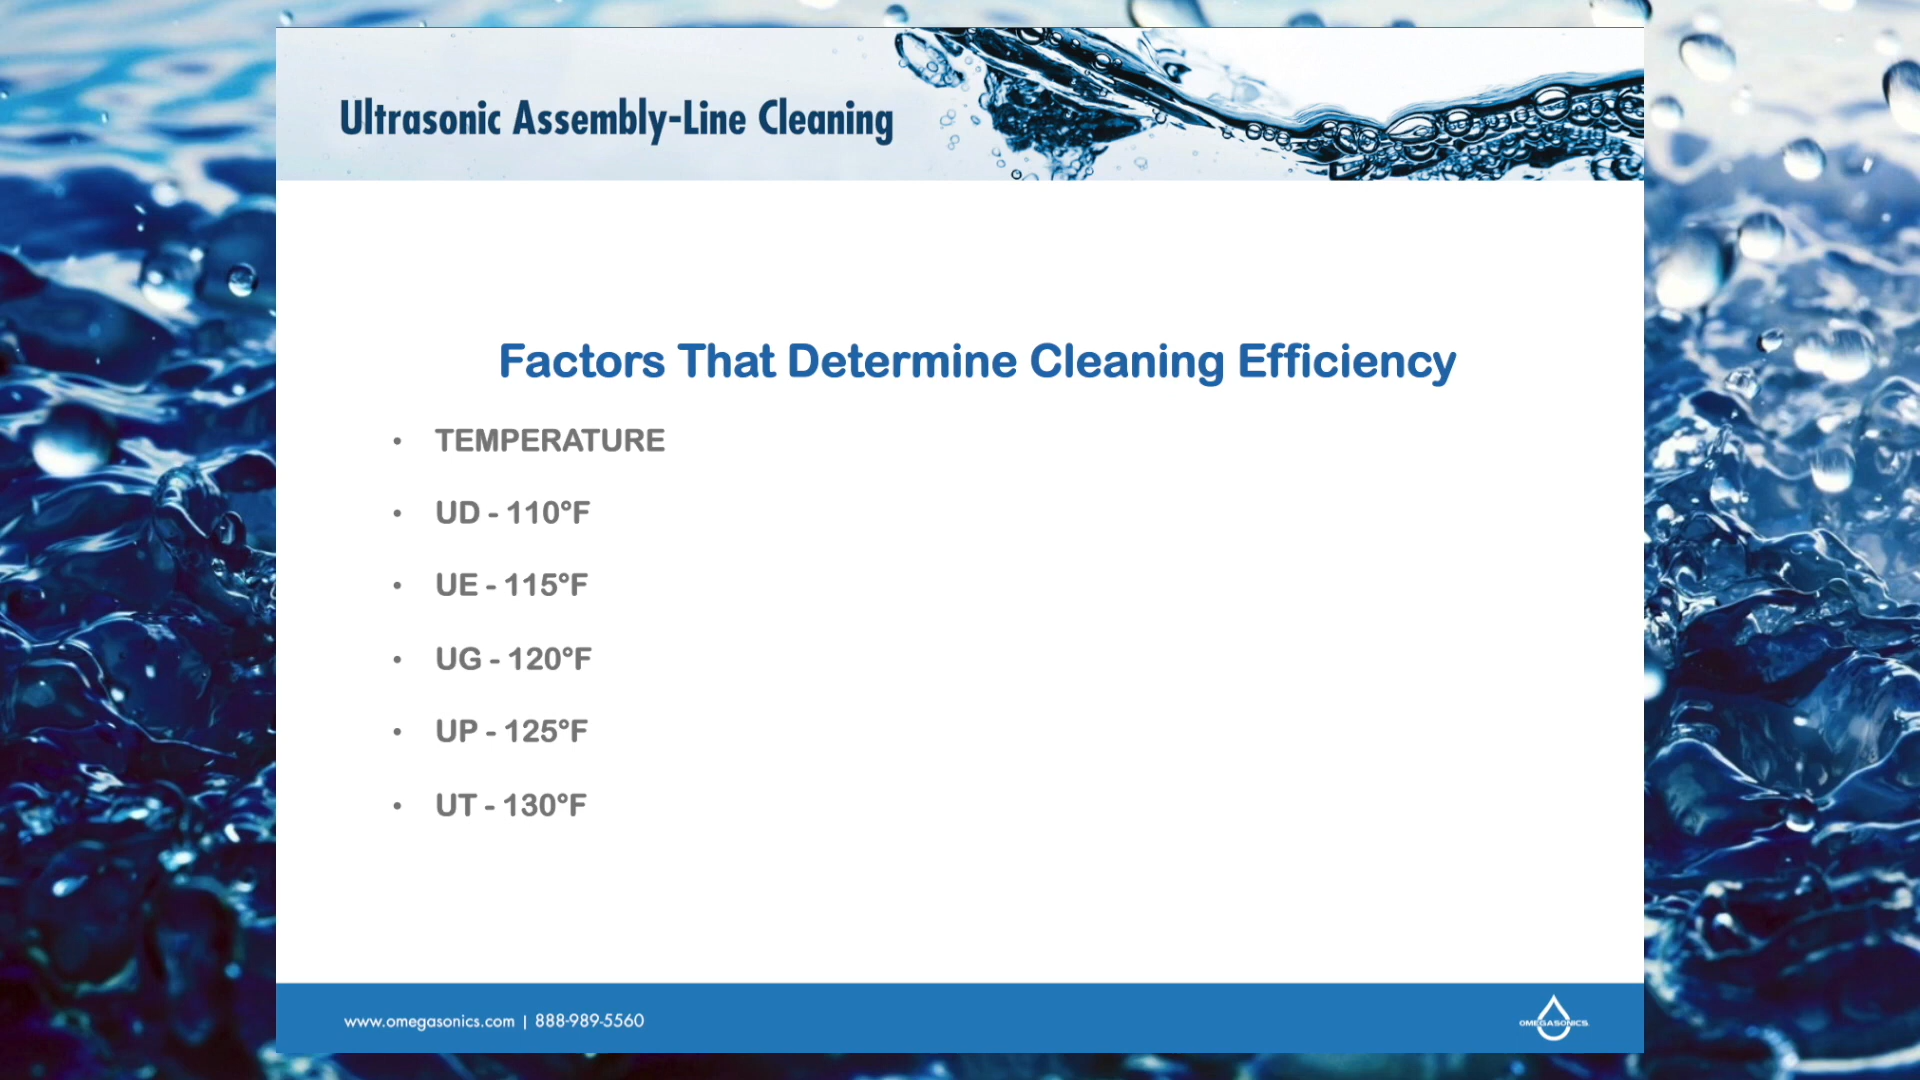 Ultrasonic Assembly-Line Cleaning
Factors That Determine Cleaning Efficiency
• TEMPERATURE
• UD - 110°F
• UE - 115°F
• UG - 120°F
• UP - 125°F
• UT - 130°F
www.omegasonics.com | 888-989-5560
OMEGASONICS